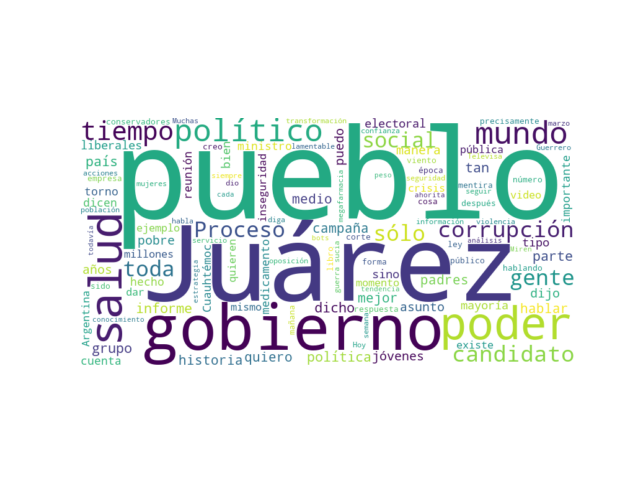 conservadores Muchas transformación electoral precisamente marzo
tiempo político creo ministro lamentable confianza social manera mundo
liberales bien puedo viento pública Guerrero
país reunión siempre crisis seguridad tan televisa
acciones empresa mujeres dio inseguridad medio época ahorita mentira seguir importante
dicen cada peso cosa después video
población torno pueblo megafarmacia número
todavía habla diga información violencia
salud ejemplo Proceso campaña sólo corrupción
pobre servicio quieren bots corte ley análisis Miren
millones Cuauhtémoc medicamento libro guerra sucia público tipo
años toda estrategia oposición sino hablando parte
Argentina sido hecho Juárez momento padres gente
dar mismo mejor dijo
informe mañana dicho tendencia asunto mayoría hablar
conocimiento gobierno respuesta poder
grupo semana
cuenta historia quiero Hoy política forma jóvenes existe candidato